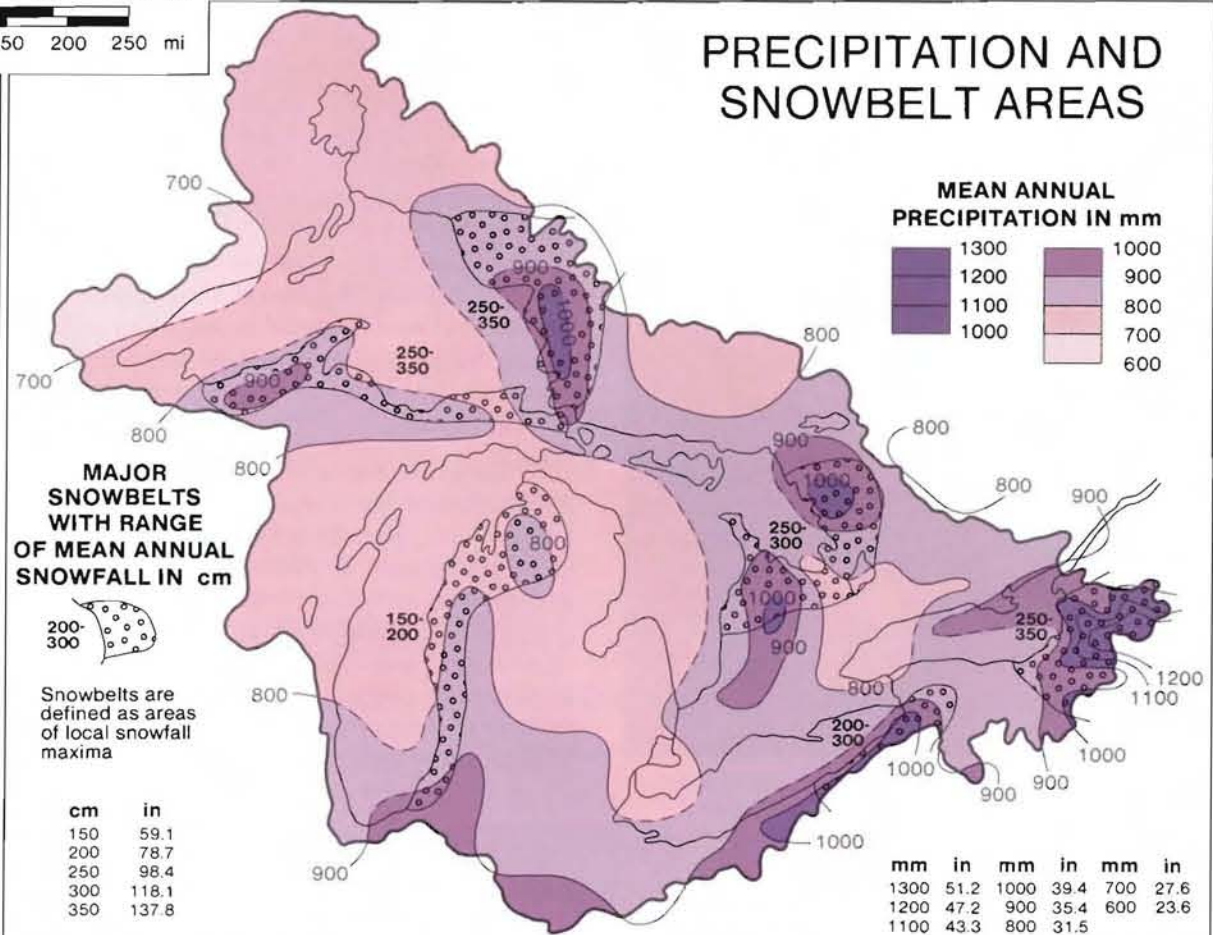 50 200 250 mi
PRECIPITATION AND
SNOWBELT AREAS
MEAN ANNUAL
PRECIPITATION IN mm
1300
1200
1100
1000
1000
900
800
700
600
700
700
800
800
900
250-
350
250-
350
900
1000
800
900
1000
800
800
900
250-
300
1000
900
800
150-
200
800
900
800
200-
300
250-
350
1200
1100
1000
900
900
1000
1000
MAJOR
SNOWBELTS
WITH RANGE
OF MEAN ANNUAL
SNOWFALL IN cm
200-
300
Snowbelts are
defined as areas
of local snowfall
maxima
cm in
150 59.1
200 78.7
250 98.4
300 118.1
350 137.8
mm in mm in mm in
1300 51.2 1000 39.4 700 27.6
1200 47.2 900 35.4 600 23.6
1100 43.3 800 31.5